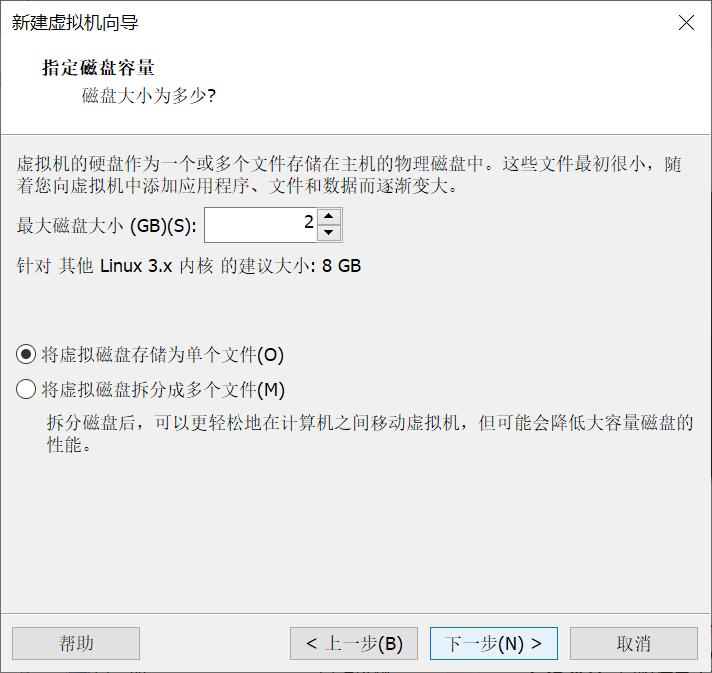 新建虚拟机向导
指定磁盘容量
磁盘大小为多少?
虚拟机的硬盘作为一个或多个文件存储在主机的物理磁盘中。这些文件最初很小，随
着您向虚拟机中添加应用程序、文件和数据而逐渐变大。
最大磁盘大小 (GB)(S): 2
针对 其他 Linux 3.x 内核 的建议大小: 8 GB
将虚拟磁盘存储为单个文件(O)
将虚拟磁盘拆分成多个文件(M)
拆分磁盘后，可以更轻松地在计算机之间移动虚拟机，但可能会降低大容量磁盘的
性能。
帮助 < 上一步(B) 下一步(N) > 取消